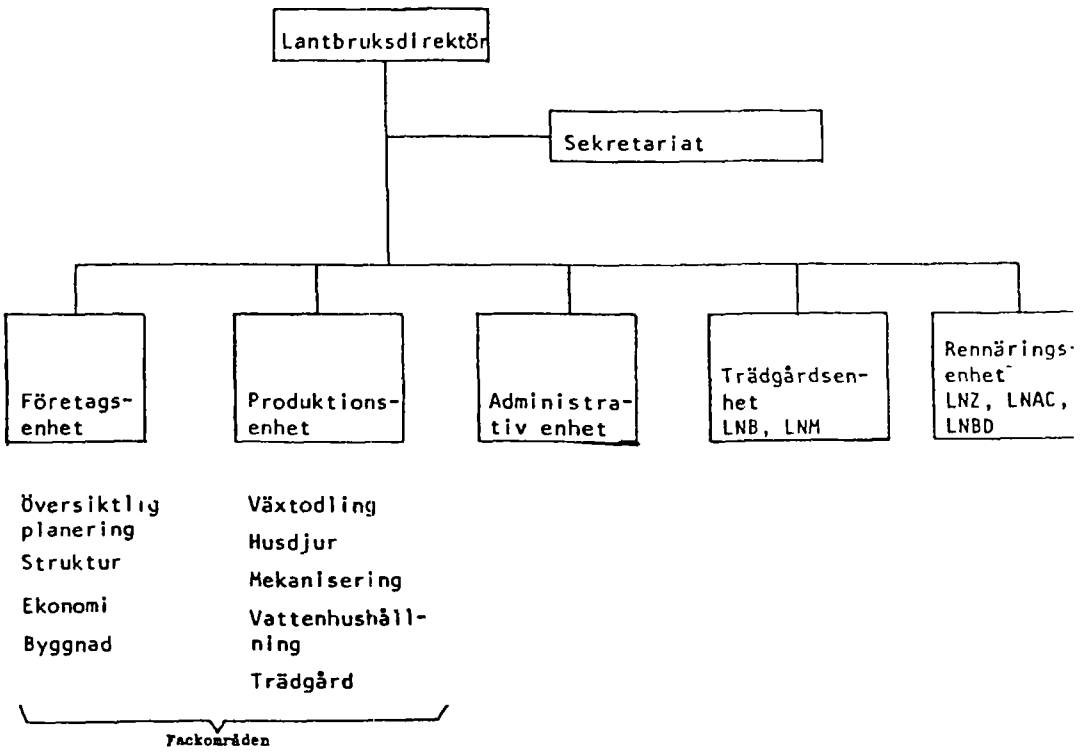 Lantbruksdirektör
Sekretariat
Företags-
enhet
Produktions-
enhet
Administra-
tiv enhet
Trädgårdsen-
het
LNB, LNM
Rennärings-
enhet
LNZ, LNAC,
LNBD
Översiktlig
planering
Struktur
Ekonomi
Byggnad
Växtodling
Husdjur
Mekanisering
Vattenhushåll-
ning
Trädgård
Fackområden